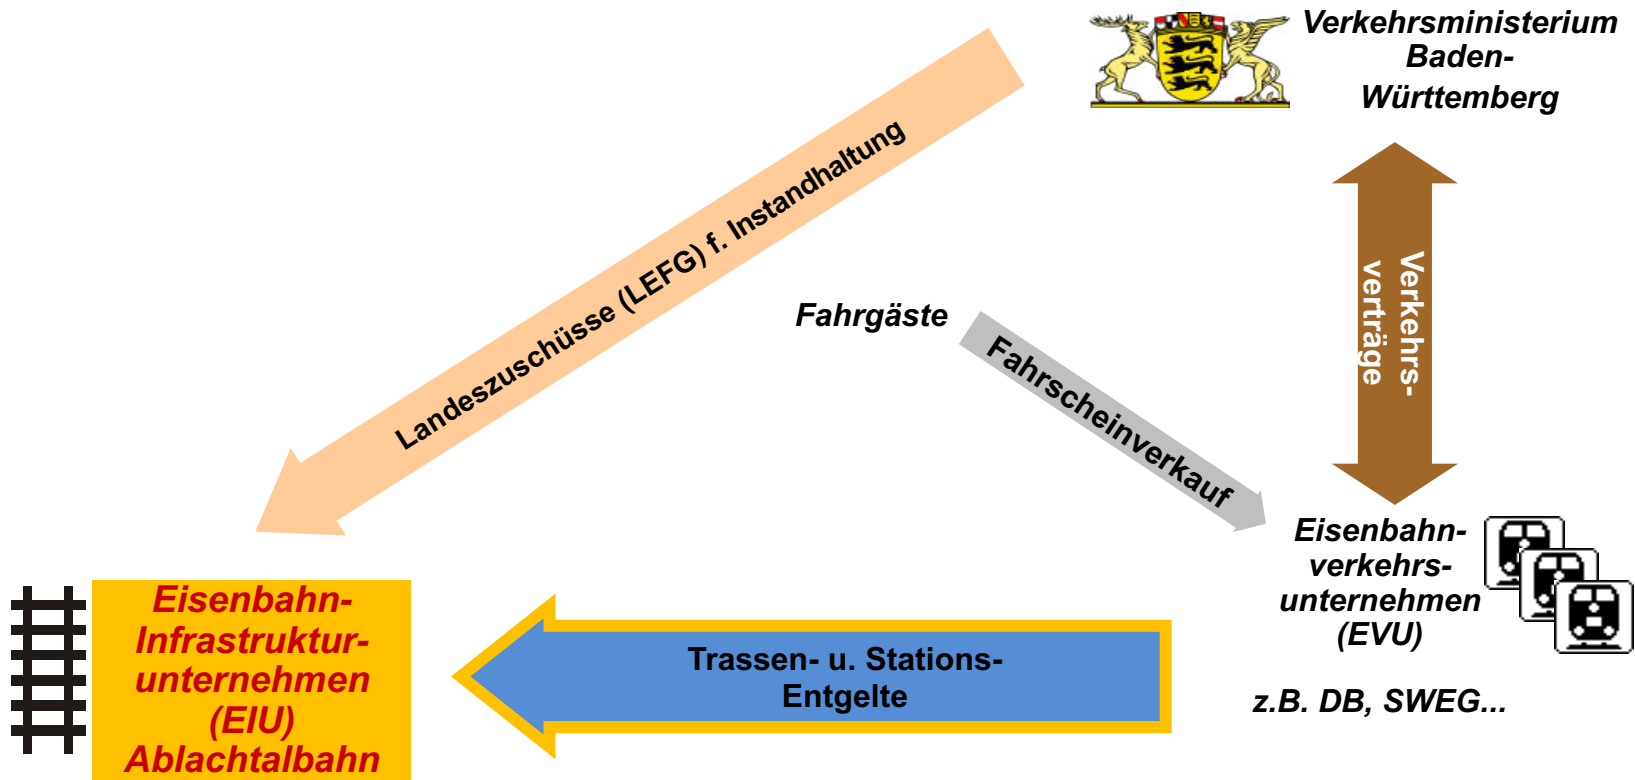 Verkehrsministerium
Baden-
Württemberg
Landeszuschüsse (LEFG) f. Instandhaltung
Verkehrs-
verträge
Fahrgäste
Fahrscheinverkauf
Eisenbahn-
verkehrs-
unternehmen
(EVU)
z.B. DB, SWEG...
Trassen- u. Stations-
Entgelte
Eisenbahn-
Infrastruktur-
unternehmen
(EIU)
Ablachtalbahn